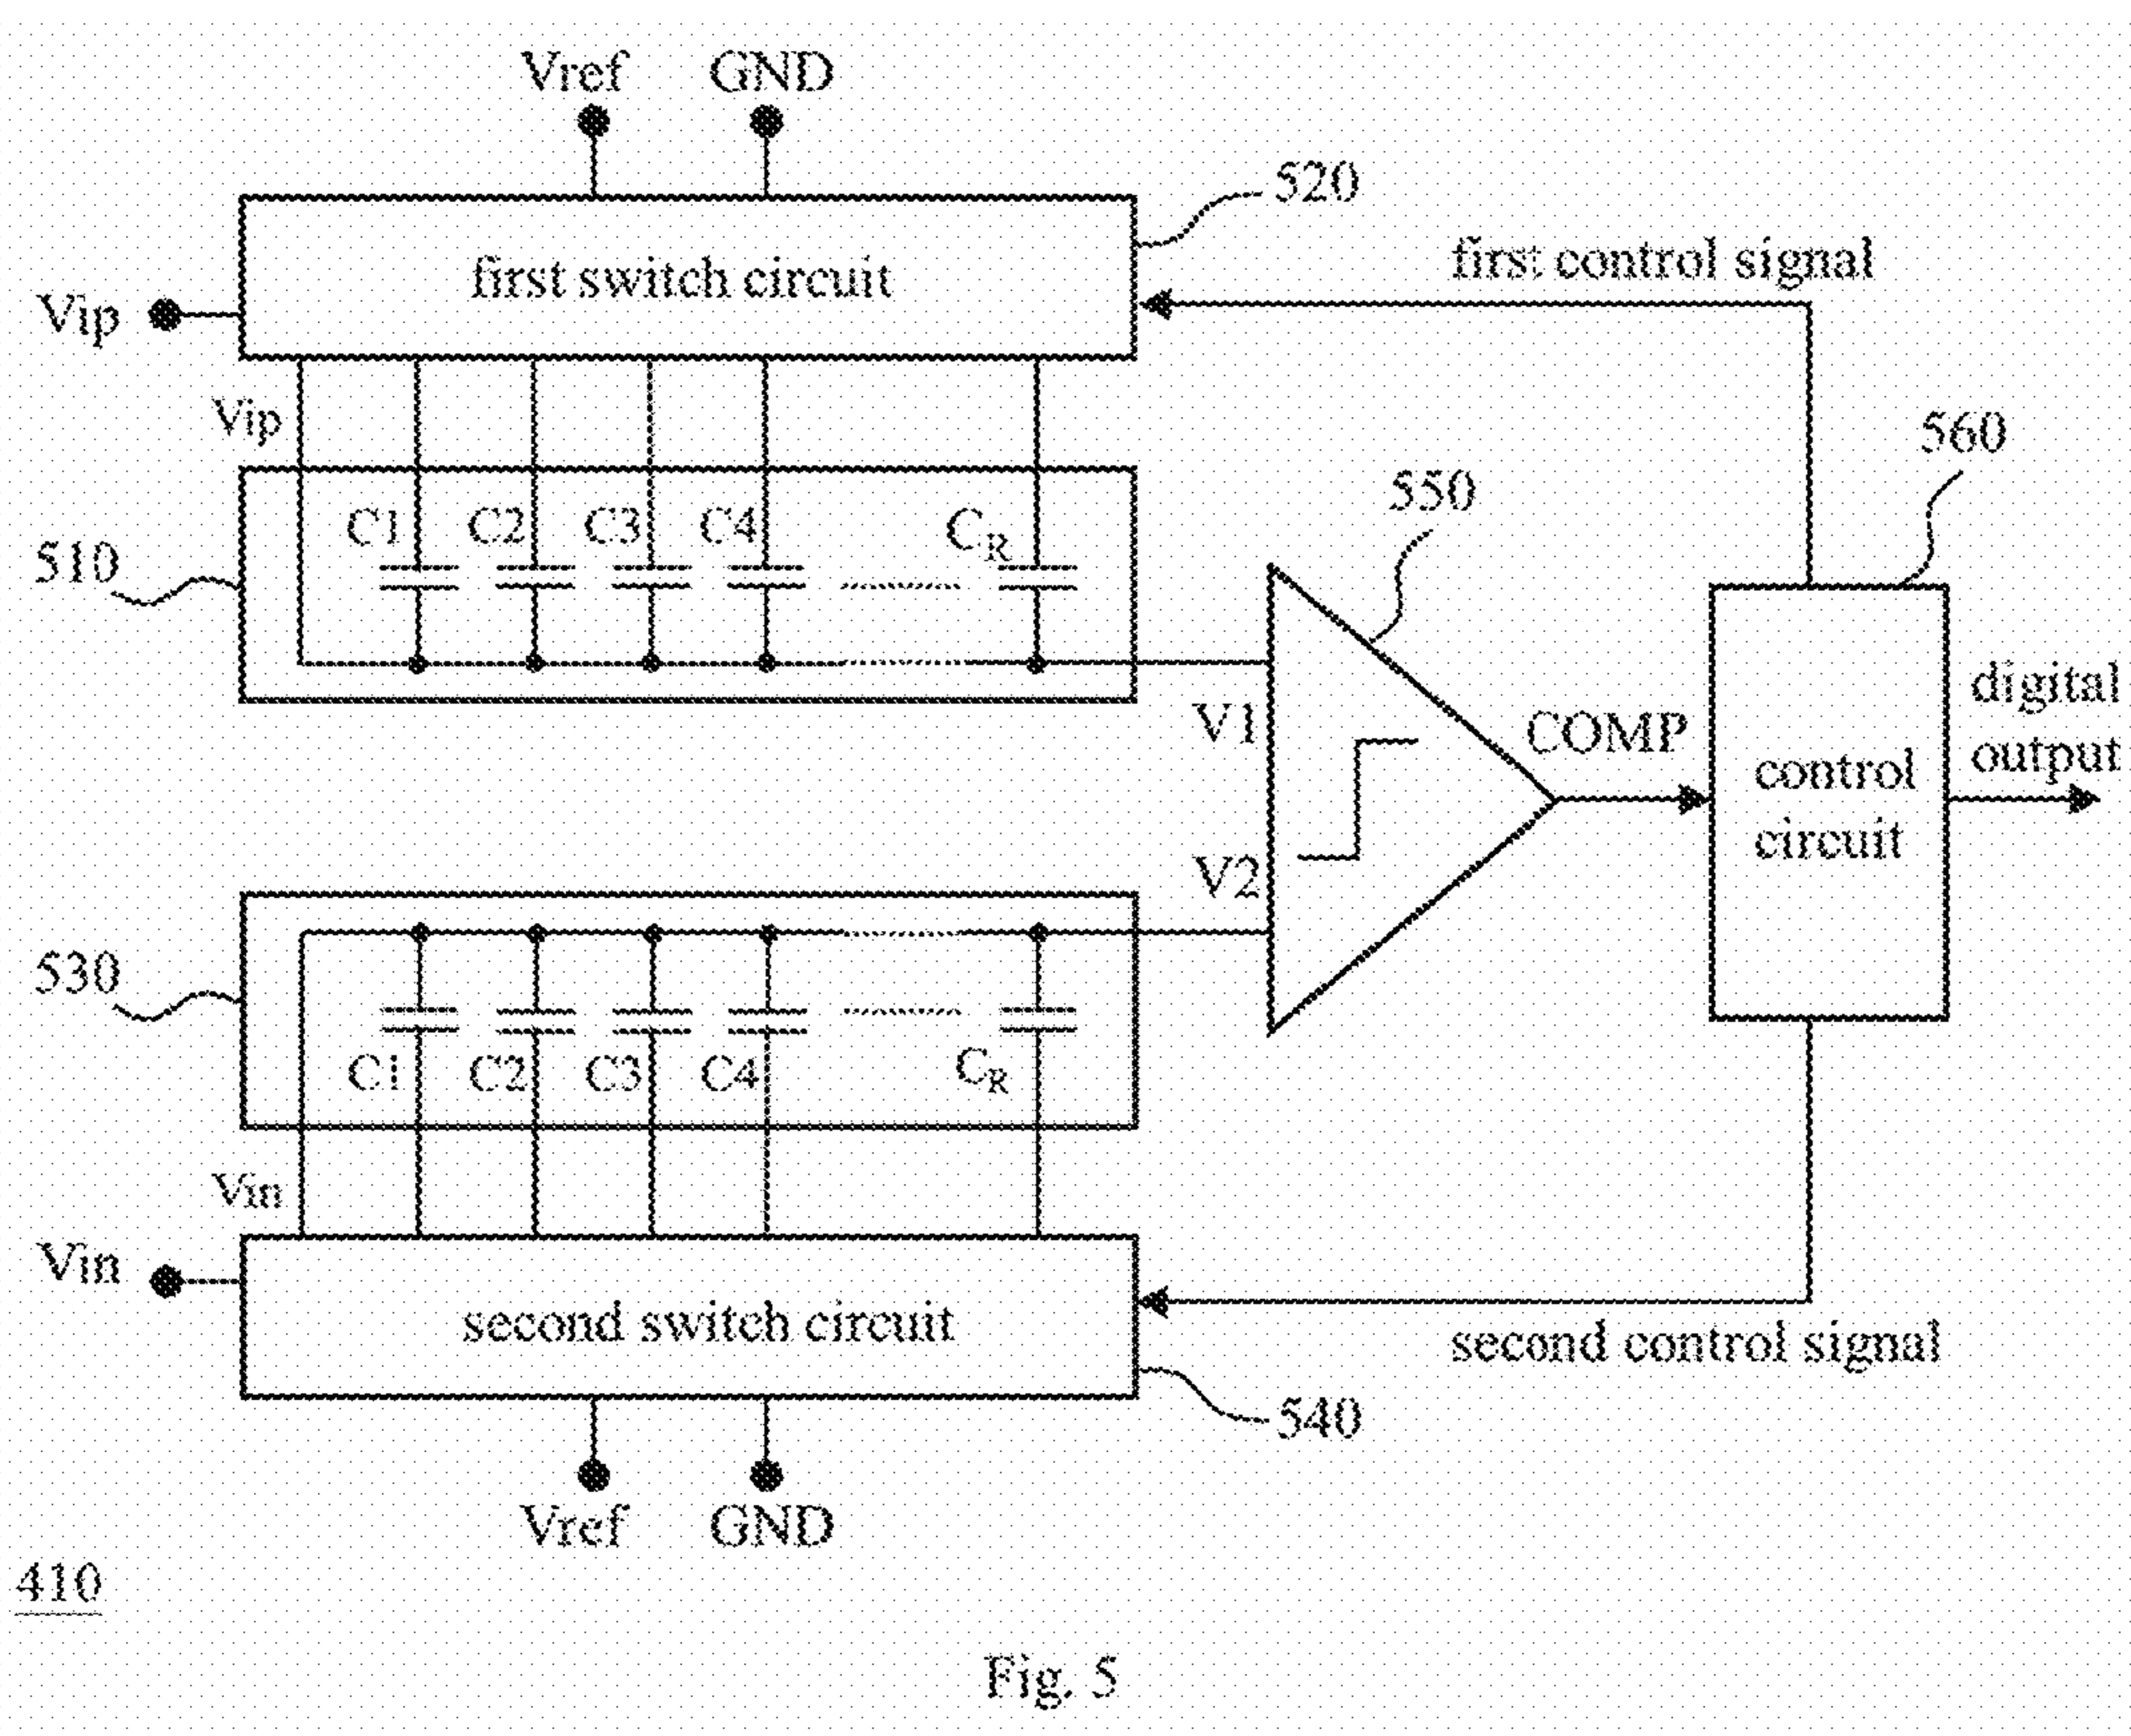 Vref GND
520
first switch circuit
first control signal
Vip
Vip
560
550
C1 C2 C3 C4 CR
510
V1
COMP
digital
output
control
circuit
V2
530
C1 C2 C3 C4 CR
Vin
Vin
second switch circuit
second control signal
540
Vref GND
410
Fig. 5